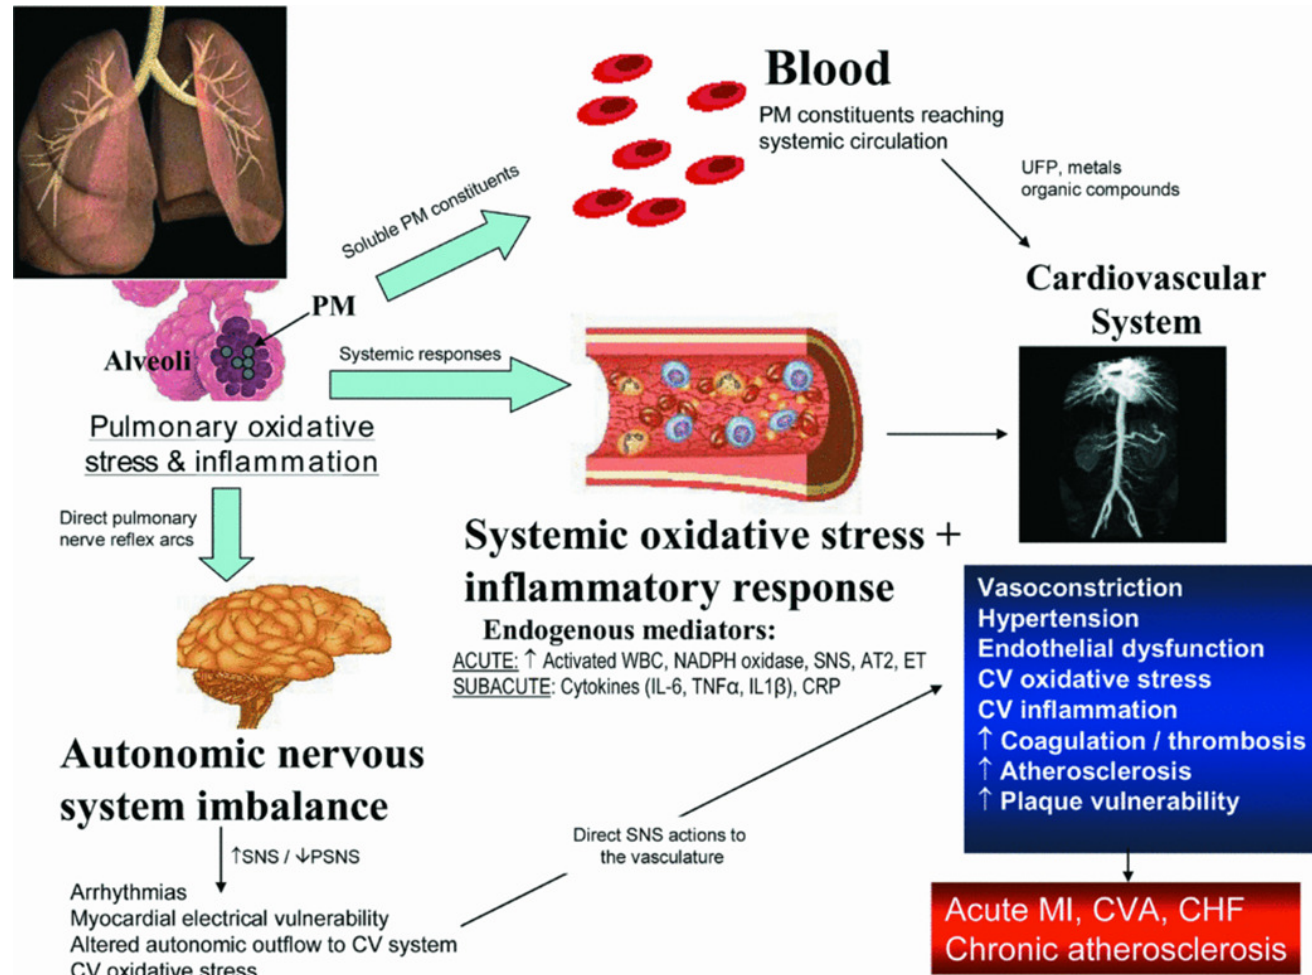 Blood
PM constituents reaching
systemic circulation
UFP, metals
organic compounds
Soluble PM constituents
PM
Alveoli
Systemic responses
Cardiovascular
System
Pulmonary oxidative
stress & inflammation
Direct pulmonary
nerve reflex arcs
Systemic oxidative stress +
inflammatory response
Endogenous mediators:
ACUTE: ↑ Activated WBC, NADPH oxidase, SNS, AT2, ET
SUBACUTE: Cytokines (IL-6, TNFα, IL1β), CRP
Vasoconstriction
Hypertension
Endothelial dysfunction
CV oxidative stress
CV inflammation
↑ Coagulation / thrombosis
↑ Atherosclerosis
↑ Plaque vulnerability
Autonomic nervous
system imbalance
↑SNS / ↓PSNS
Direct SNS actions to
the vasculature
Arrhythmias
Myocardial electrical vulnerability
Altered autonomic outflow to CV system
CV oxidative stress
Acute MI, CVA, CHF
Chronic atherosclerosis